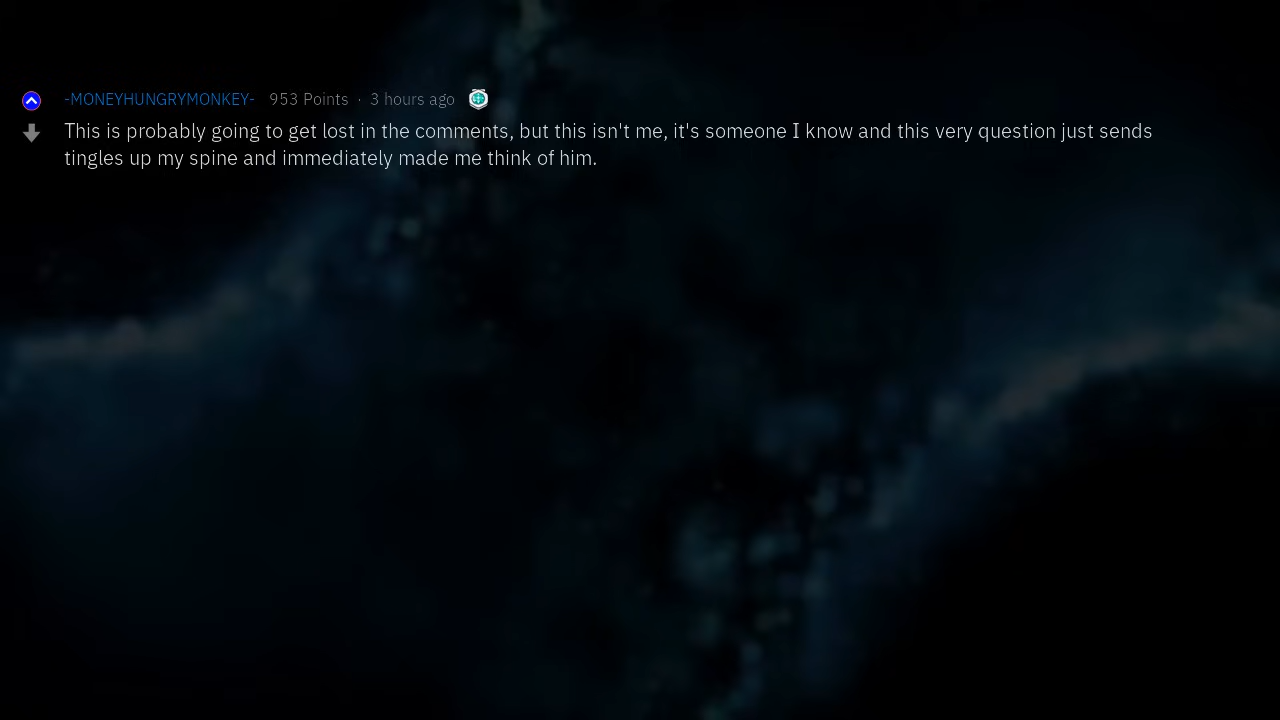 -MONEYHUNGRYMONKEY- 953 Points · 3 hours ago
This is probably going to get lost in the comments, but this isn't me, it's someone I know and this very question just sends
tingles up my spine and immediately made me think of him.